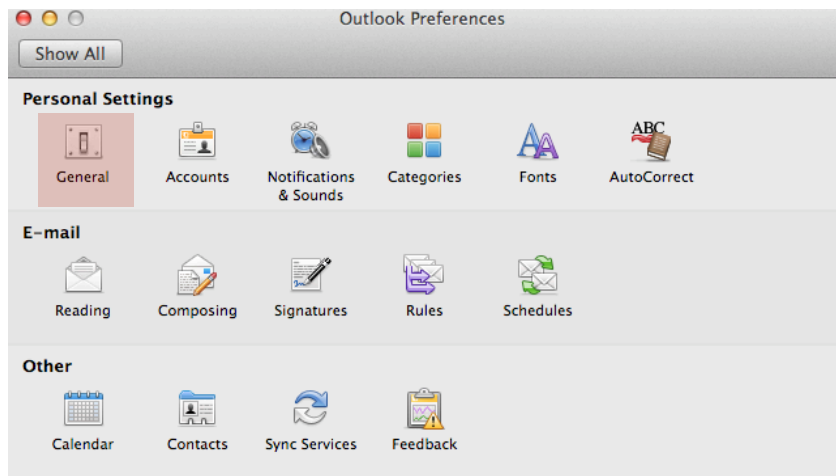 Outlook Preferences
Show All
Personal Settings
General Accounts Notifications & Sounds Categories Fonts ABC AutoCorrect
E-mail
Reading Composing Signatures Rules Schedules
Other
Calendar Contacts Sync Services Feedback